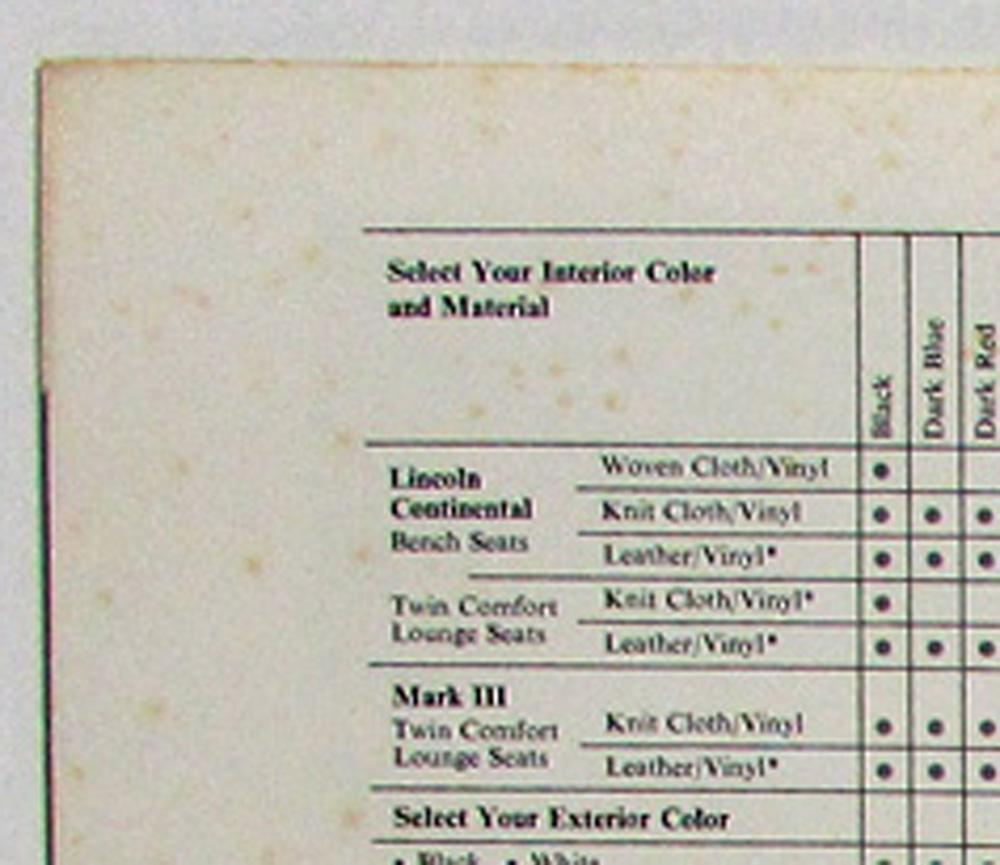 Select Your Interior Color
and Material
Black
Dark Blue
Dark Red
Lincoln
Continental
Bench Seats
Woven Cloth/Vinyl •
Knit Cloth/Vinyl • • •
Leather/Vinyl* • • •
Twin Comfort
Lounge Seats
Knit Cloth/Vinyl* •
Leather/Vinyl* • • •
Mark III
Twin Comfort
Lounge Seats
Knit Cloth/Vinyl • • •
Leather/Vinyl* • • •
Select Your Exterior Color
• Black • White